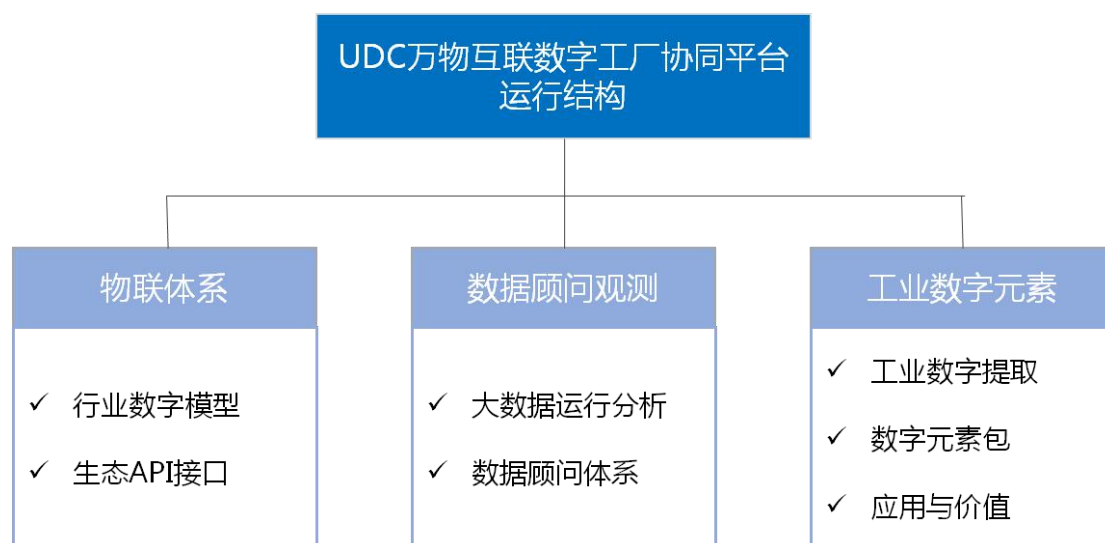 UDC万物互联数字工厂协同平台
运行结构
物联体系
✓ 行业数字模型
✓ 生态API接口
数据顾问观测
✓ 大数据运行分析
✓ 数据顾问体系
工业数字元素
✓ 工业数字提取
✓ 数字元素包
✓ 应用与价值